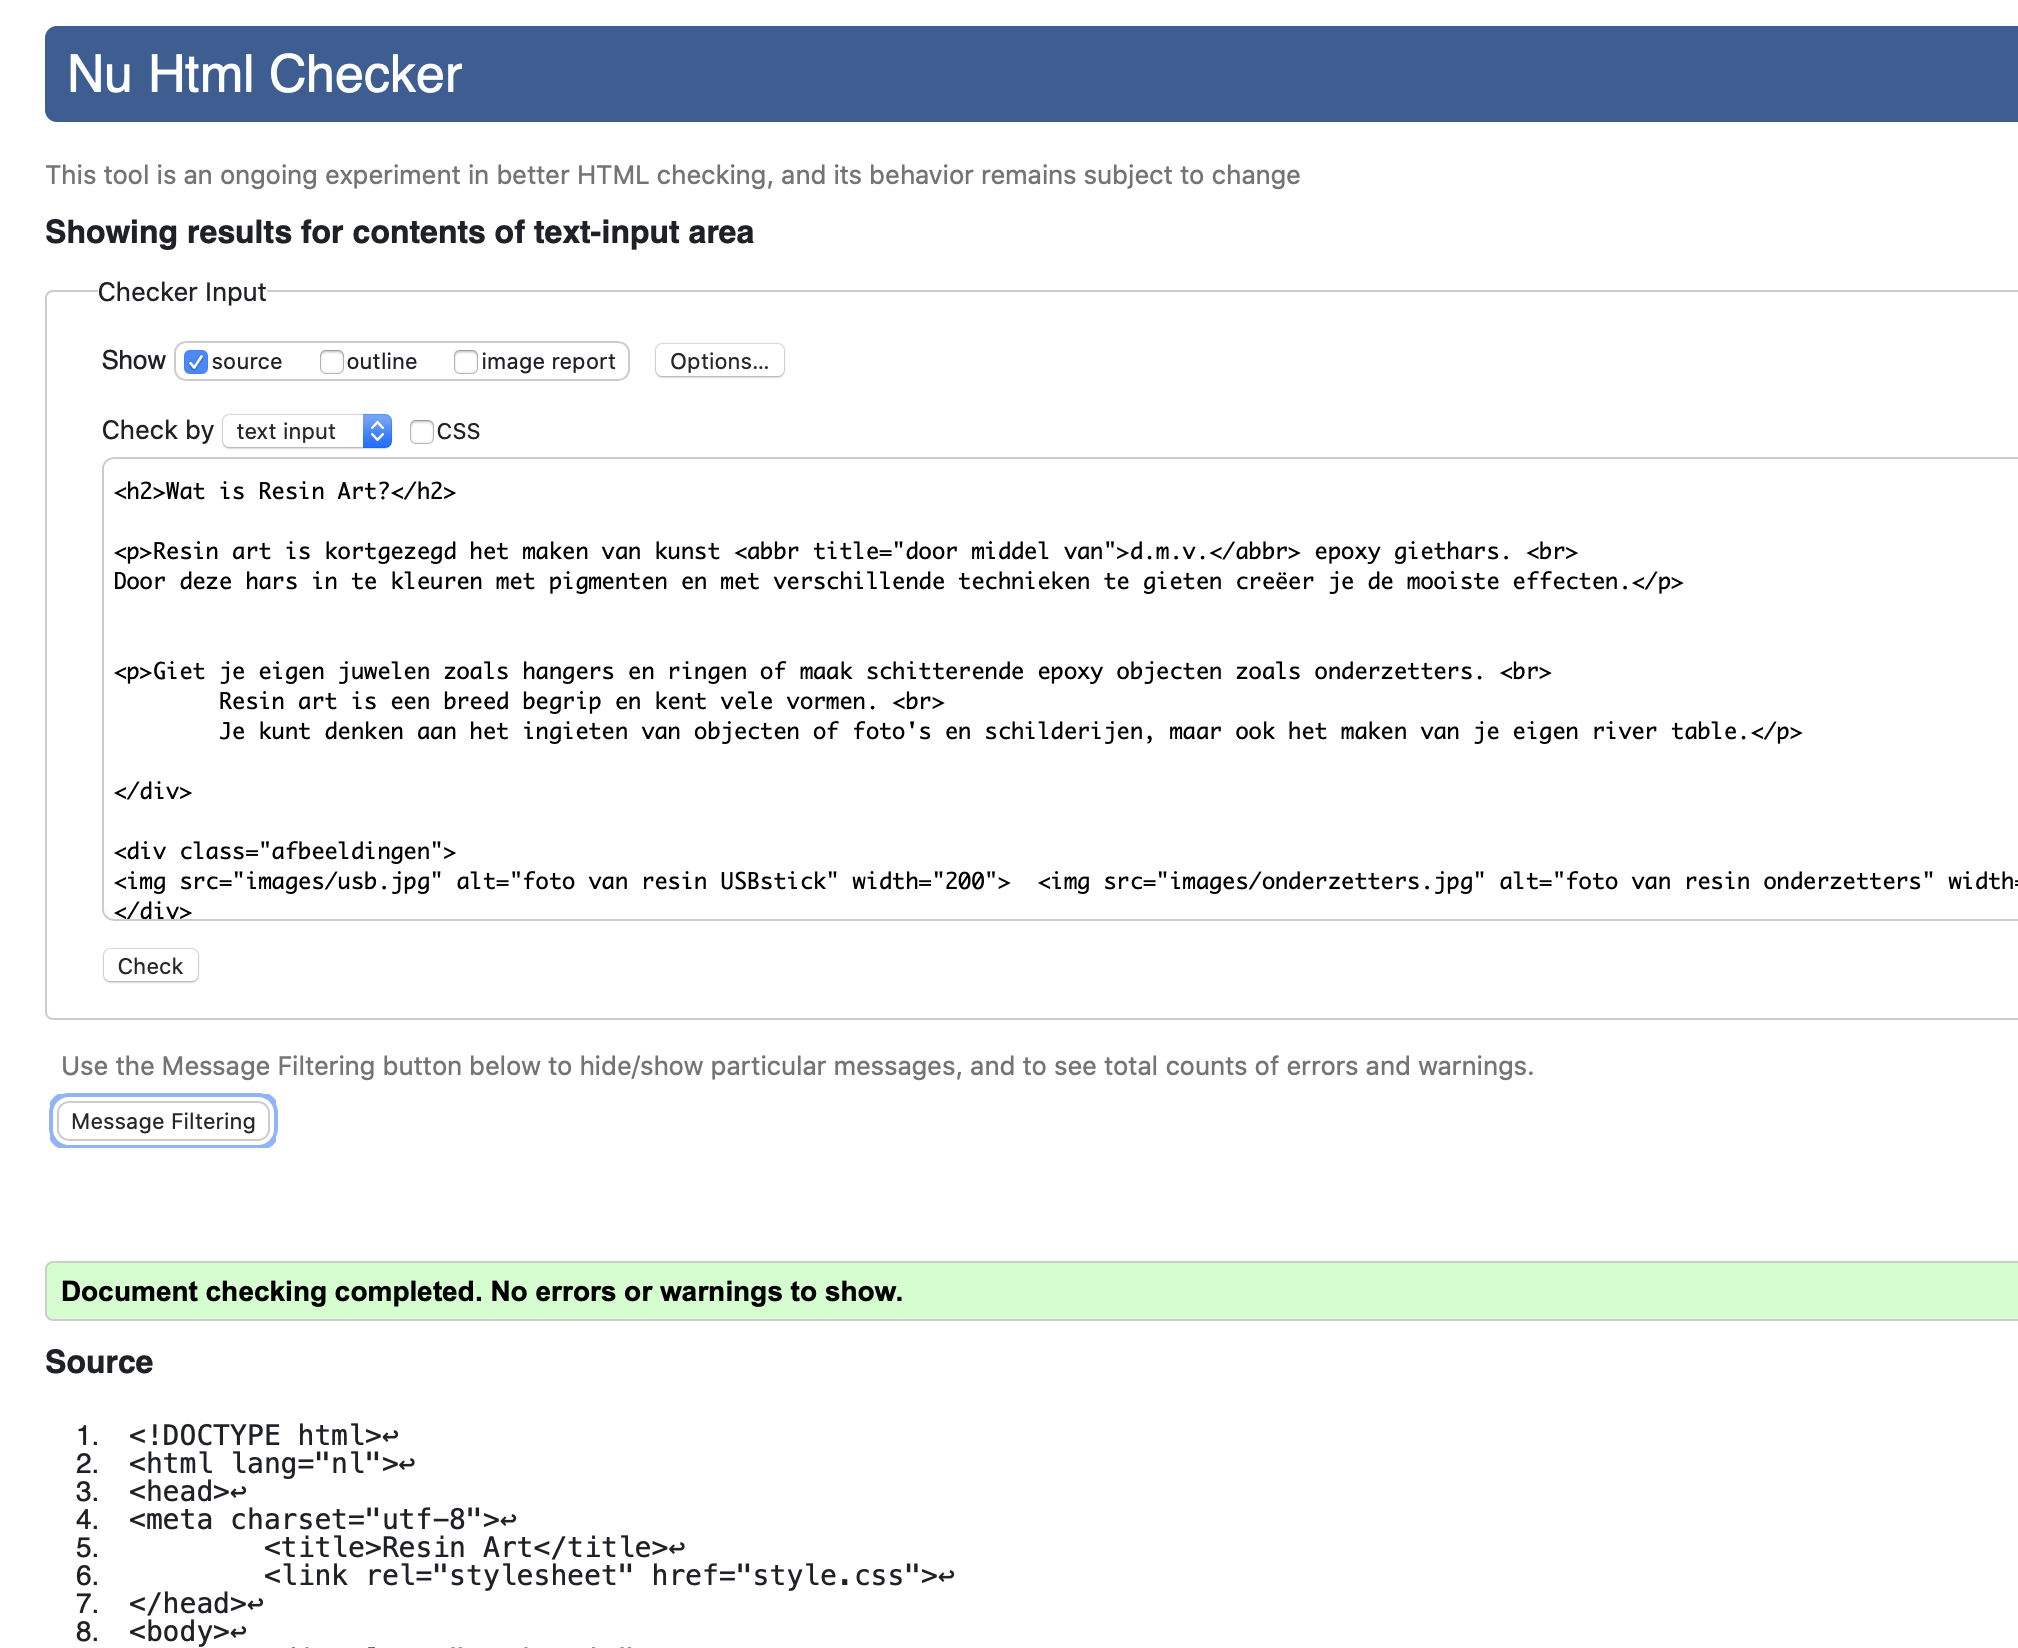 Nu Html Checker
This tool is an ongoing experiment in better HTML checking, and its behavior remains subject to change
Showing results for contents of text-input area
Checker Input
Show source outline image report Options...
Check by text input CSS
<h2>Wat is Resin Art?</h2>
<p>Resin art is kortgezegd het maken van kunst <abbr title="door middel van">d.m.v.</abbr> epoxy giethars. <br>
Door deze hars in te kleuren met pigmenten en met verschillende technieken te gieten creëer je de mooiste effecten.</p>
<p>Giet je eigen juwelen zoals hangers en ringen of maak schitterende epoxy objecten zoals onderzetters. <br>
Resin art is een breed begrip en kent vele vormen. <br>
Je kunt denken aan het ingieten van objecten of foto's en schilderijen, maar ook het maken van je eigen river table.</p>
</div>
<div class="afbeeldingen">
<img src="images/usb.jpg" alt="foto van resin USBstick" width="200">  <img src="images/onderzetters.jpg" alt="foto van resin onderzetters" width=
</div>
Check
Use the Message Filtering button below to hide/show particular messages, and to see total counts of errors and warnings.
Message Filtering
Document checking completed. No errors or warnings to show.
Source
1. <!DOCTYPE html>↩
2. <html lang="nl">↩
3. <head>↩
4. <meta charset="utf-8">↩
5. <title>Resin Art</title>↩
6. <link rel="stylesheet" href="style.css">↩
7. </head>↩
8. <body>↩